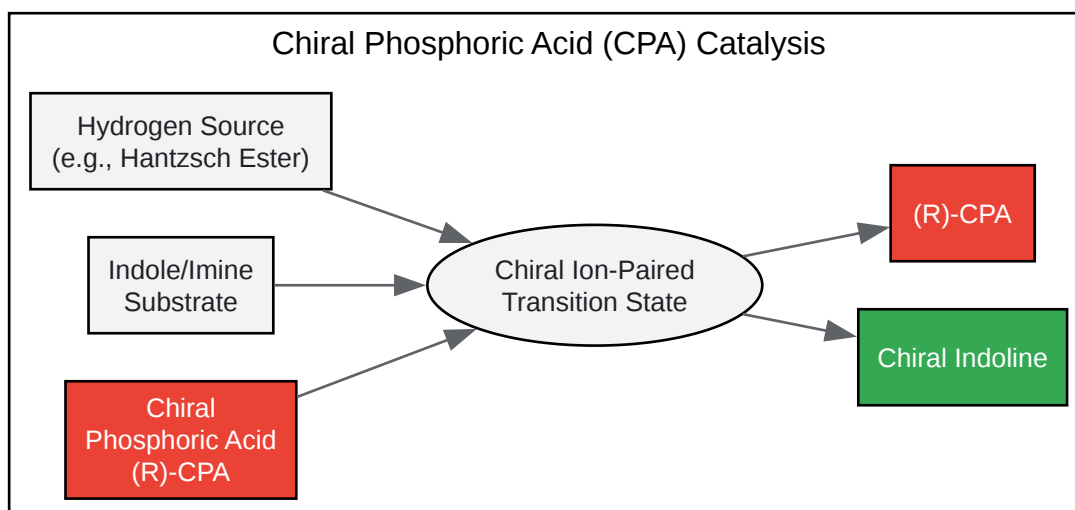 Chiral Phosphoric Acid (CPA) Catalysis
Hydrogen Source
(e.g., Hantzsch Ester)
Indole/Imine
Substrate
Chiral
Phosphoric Acid
(R)-CPA
Chiral Ion-Paired
Transition State
(R)-CPA
Chiral Indoline